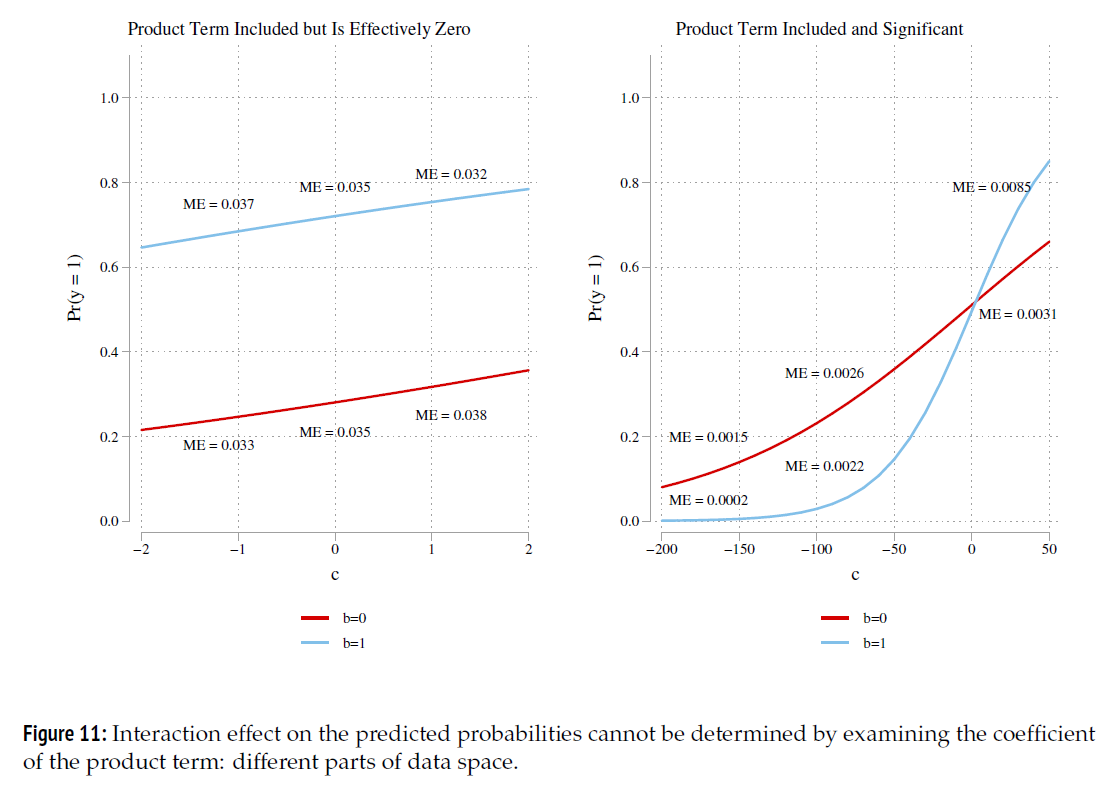 Product Term Included but Is Effectively Zero
1.0
0.8
0.6
0.4
0.2
0.0
Pr(y = 1)
ME = 0.037
ME = 0.035
ME = 0.032
ME = 0.033
ME = 0.035
ME = 0.038
−2
−1
0
1
2
c
b=0
b=1
Product Term Included and Significant
1.0
0.8
0.6
0.4
0.2
0.0
Pr(y = 1)
ME = 0.0085
ME = 0.0031
ME = 0.0026
ME = 0.0015
ME = 0.0022
ME = 0.0002
−200
−150
−100
−50
0
50
c
b=0
b=1
Figure 11: Interaction effect on the predicted probabilities cannot be determined by examining the coefficient
of the product term: different parts of data space.